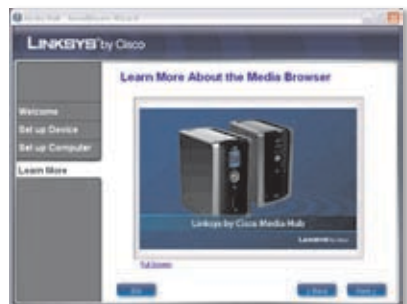 LINKSYS by Cisco
Learn More About the Media Browser
Welcome
Set up Device
Set up Computer
Learn More
Linksys by Cisco Media Hub
Full Screen
Exit
< Back
Next >